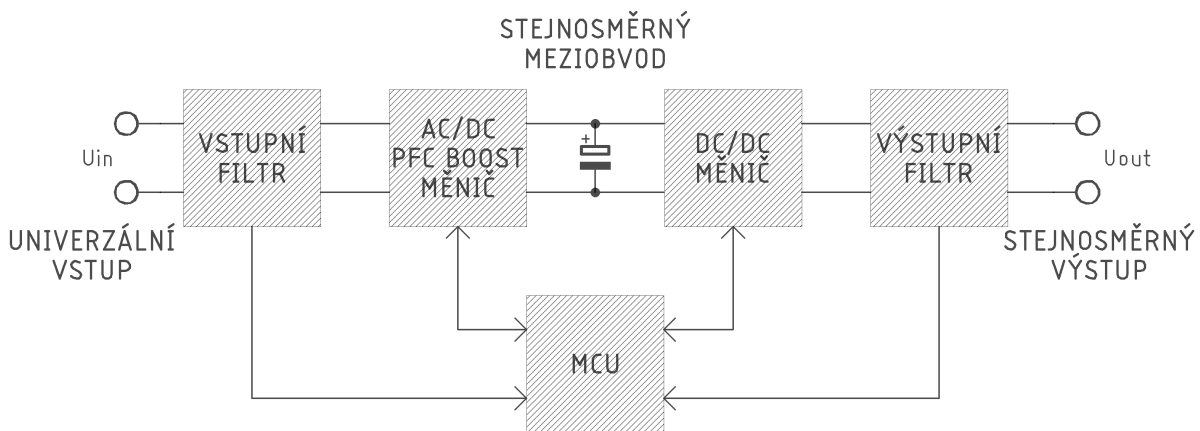 STEJNOSMĚRNÝ
MEZIOBVOD
VSTUPNÍ
FILTR
AC/DC
PFC BOOST
MĚNIČ
+
DC/DC
MĚNIČ
VÝSTUPNÍ
FILTR
Uin
Uout
UNIVERZÁLNÍ
VSTUP
STEJNOSMĚRNÝ
VÝSTUP
MCU